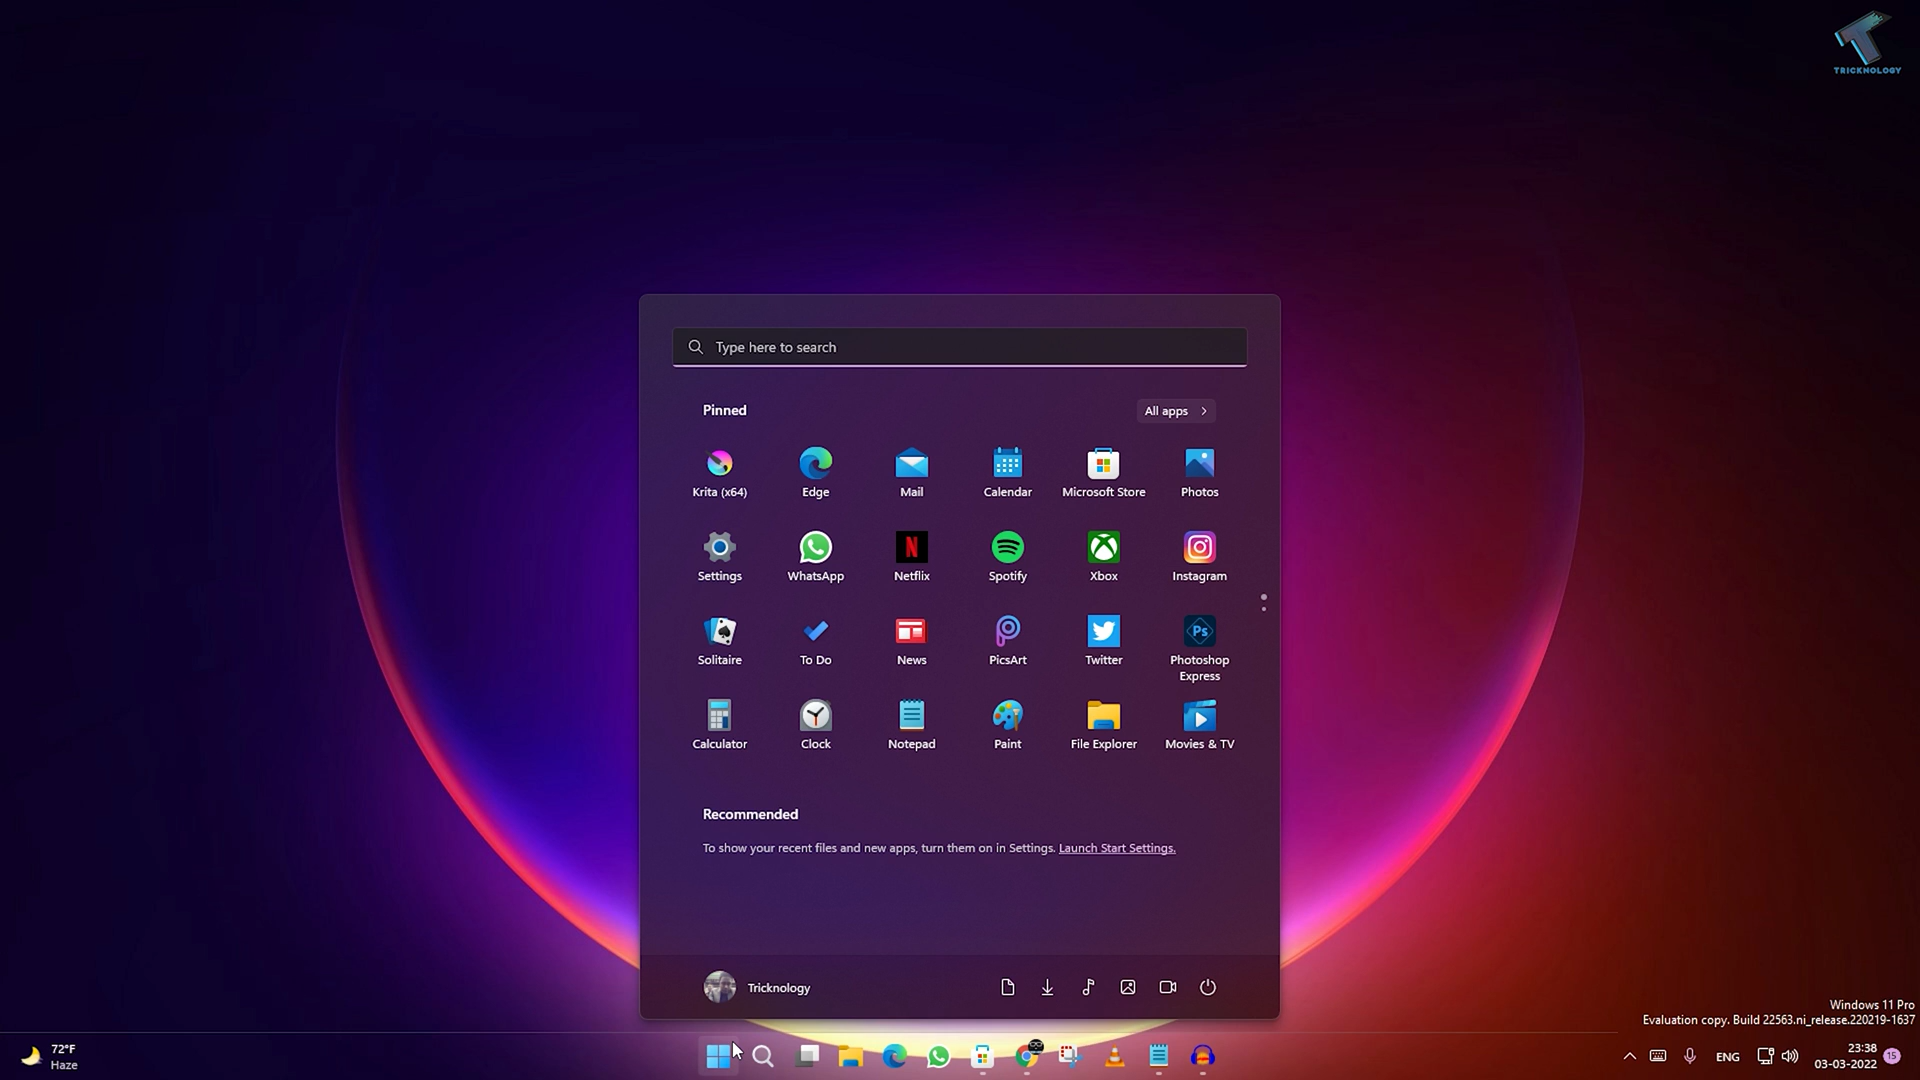 TRICKNOLOGY
Type here to search
Pinned
All apps
Krita (x64)
Edge
Mail
Calendar
Microsoft Store
Photos
Settings
WhatsApp
Netflix
Spotify
Xbox
Instagram
Solitaire
To Do
News
PicsArt
Twitter
Photoshop
Express
Calculator
Clock
Notepad
Paint
File Explorer
Movies & TV
Recommended
To show your recent files and new apps, turn them on in Settings. Launch Start Settings.
Tricknology
Windows 11 Pro
Evaluation copy. Build 22563.ni_release.220219-1637
72°F
Haze
ENG
23:38
03-03-2022
15